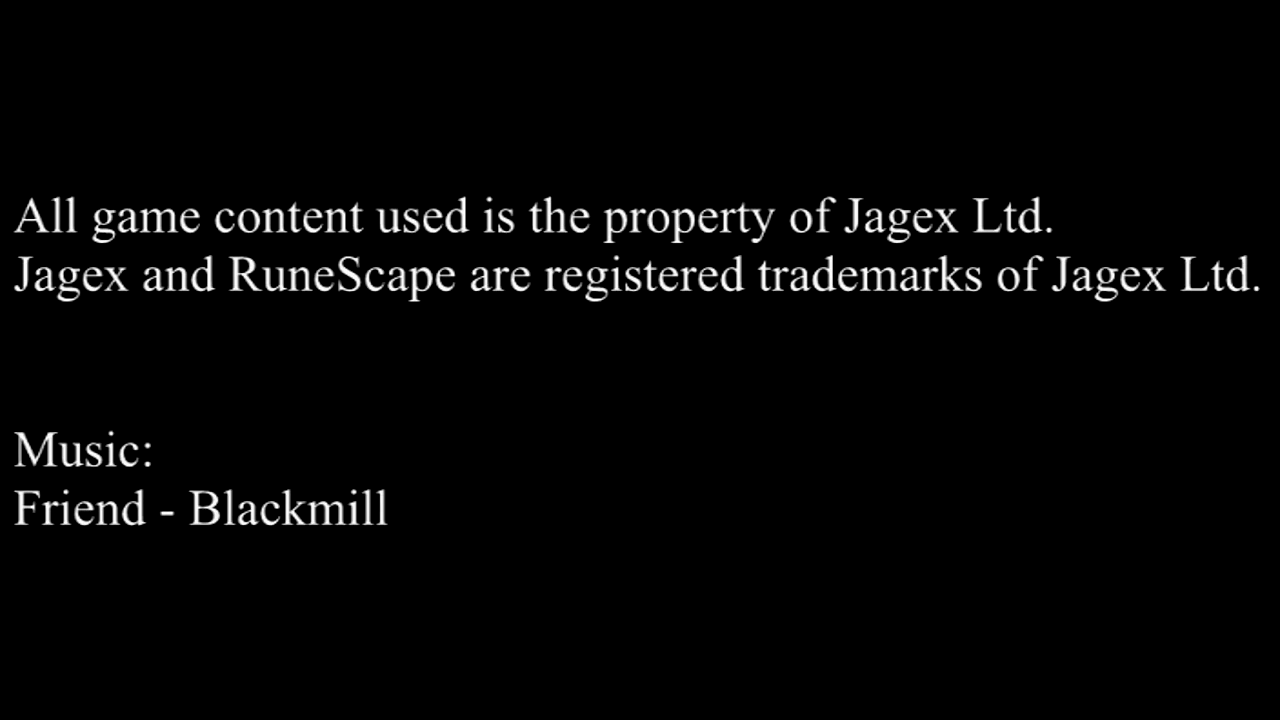 All game content used is the property of Jagex Ltd.
Jagex and RuneScape are registered trademarks of Jagex Ltd.
Music:
Friend - Blackmill